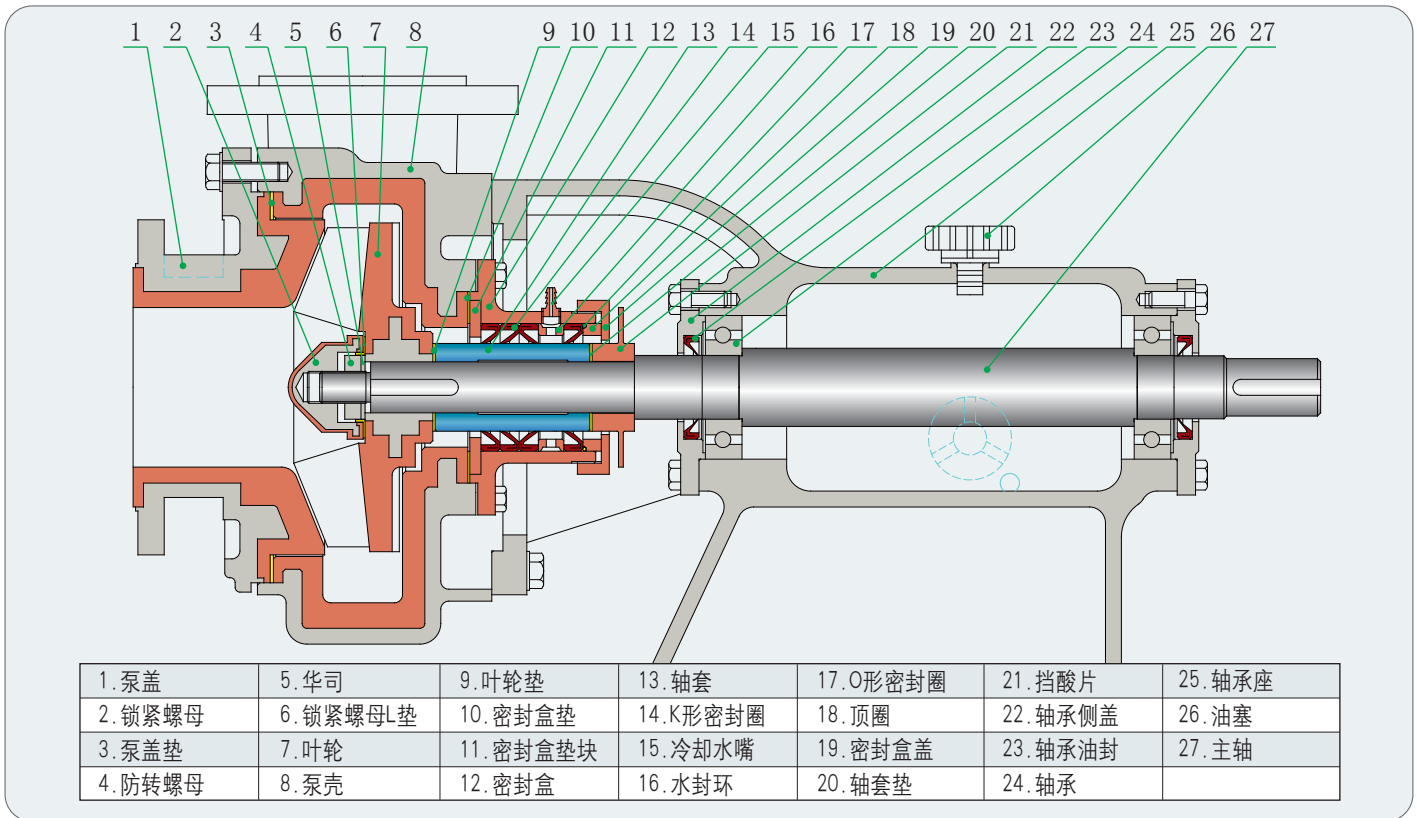 1 2 3 4 5 6 7 8 9 10 11 12 13 14 15 16 17 18 19 20 21 22 23 24 25 26 27
1.泵盖 5.华司 9.叶轮垫 13.轴套 17.O形密封圈 21.挡酸片 25.轴承座
2.锁紧螺母 6.锁紧螺母L垫 10.密封盒垫 14.K形密封圈 18.顶圈 22.轴承侧盖 26.油塞
3.泵盖垫 7.叶轮 11.密封盒垫块 15.冷却水嘴 19.密封盒盖 23.轴承油封 27.主轴
4.防转螺母 8.泵壳 12.密封盒 16.水封环 20.轴套垫 24.轴承